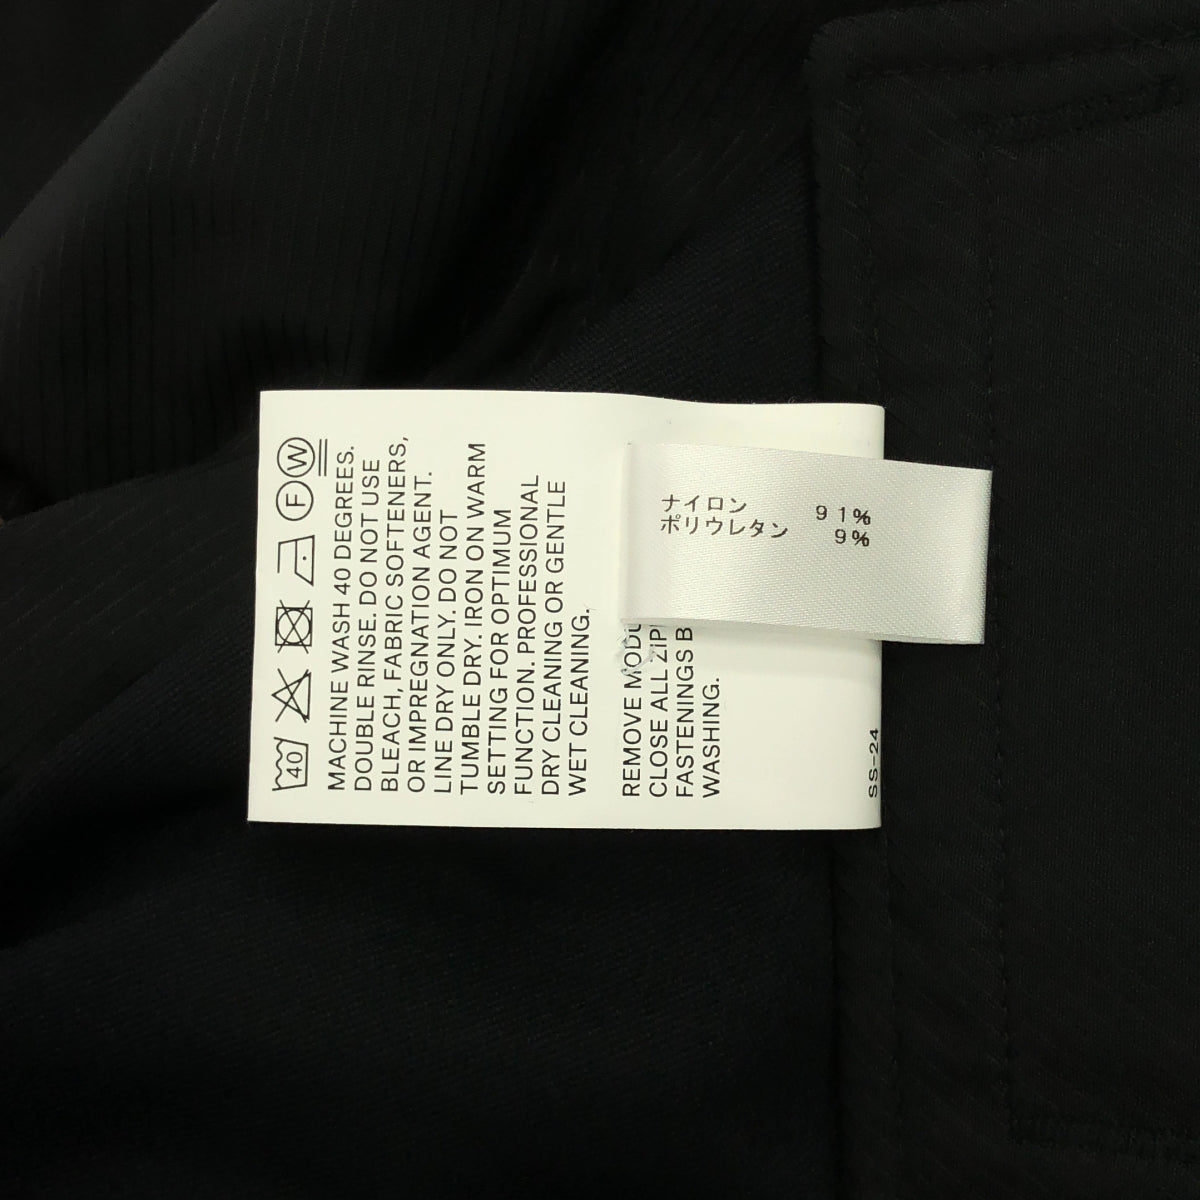 40 F W
MACHINE WASH 40 DEGREES.
DOUBLE RINSE. DO NOT USE
BLEACH, FABRIC SOFTENERS,
OR IMPREGNATION AGENT.
LINE DRY ONLY. DO NOT
TUMBLE DRY. IRON ON WARM
SETTING FOR OPTIMUM
FUNCTION. PROFESSIONAL
DRY CLEANING OR GENTLE
WET CLEANING.
REMOVE
CLOSE ALL
FASTENINGS
WASHING.
SS-24
ナイロン 91%
ポリウレタン 9%